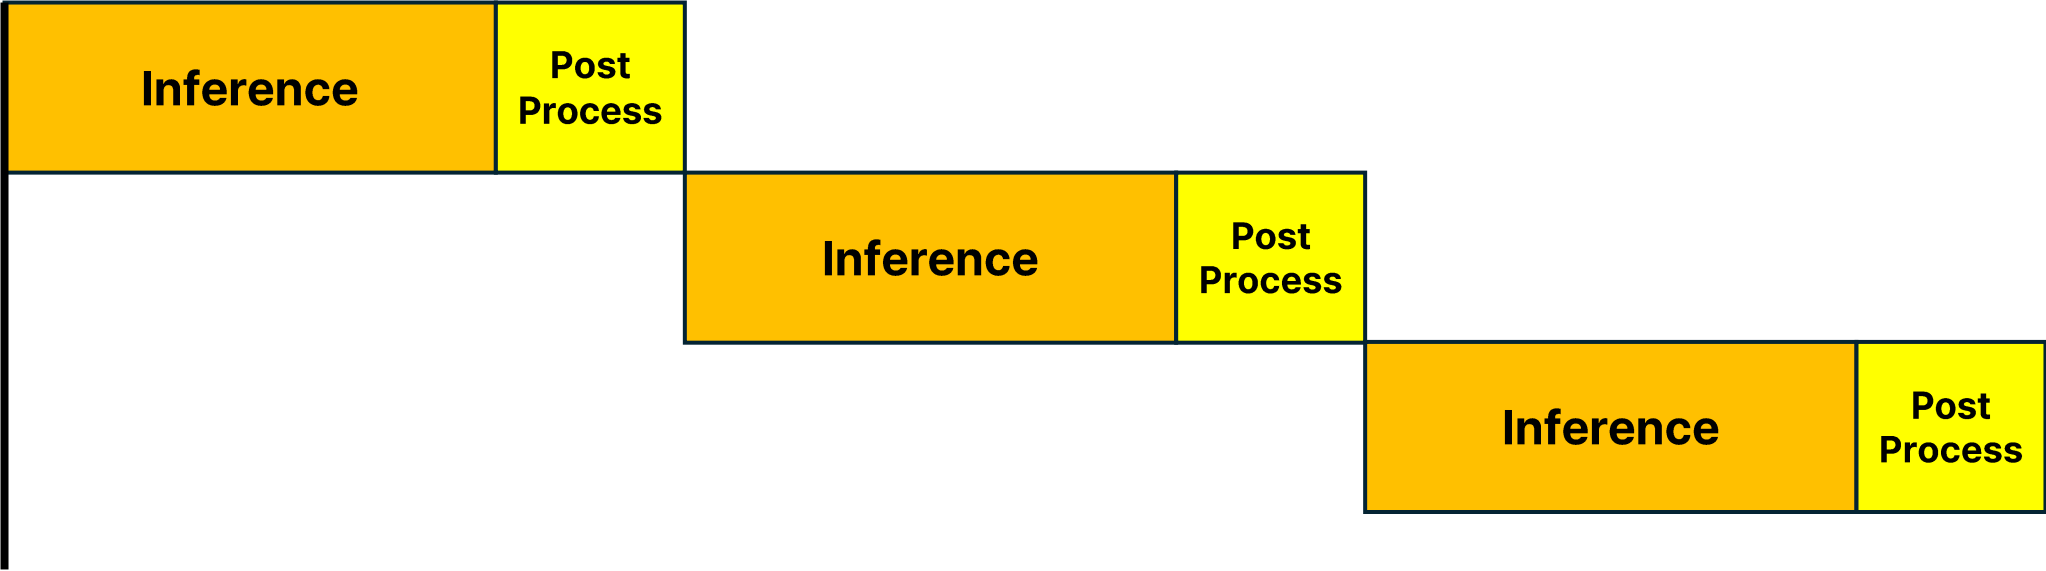 Inference
Post
Process
Inference
Post
Process
Inference
Post
Process